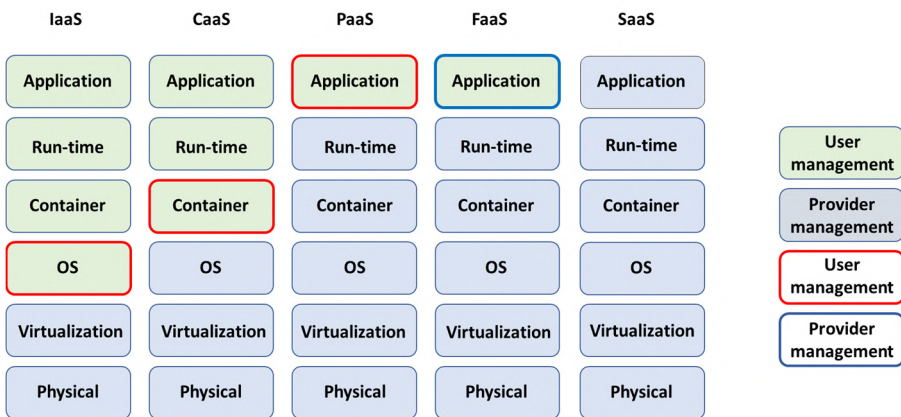 IaaS CaaS PaaS FaaS SaaS
Application Application Application Application Application
Run-time Run-time Run-time Run-time Run-time
Container Container Container Container Container
OS OS OS OS OS
Virtualization Virtualization Virtualization Virtualization Virtualization
Physical Physical Physical Physical Physical
User
management
Provider
management
User
management
Provider
management